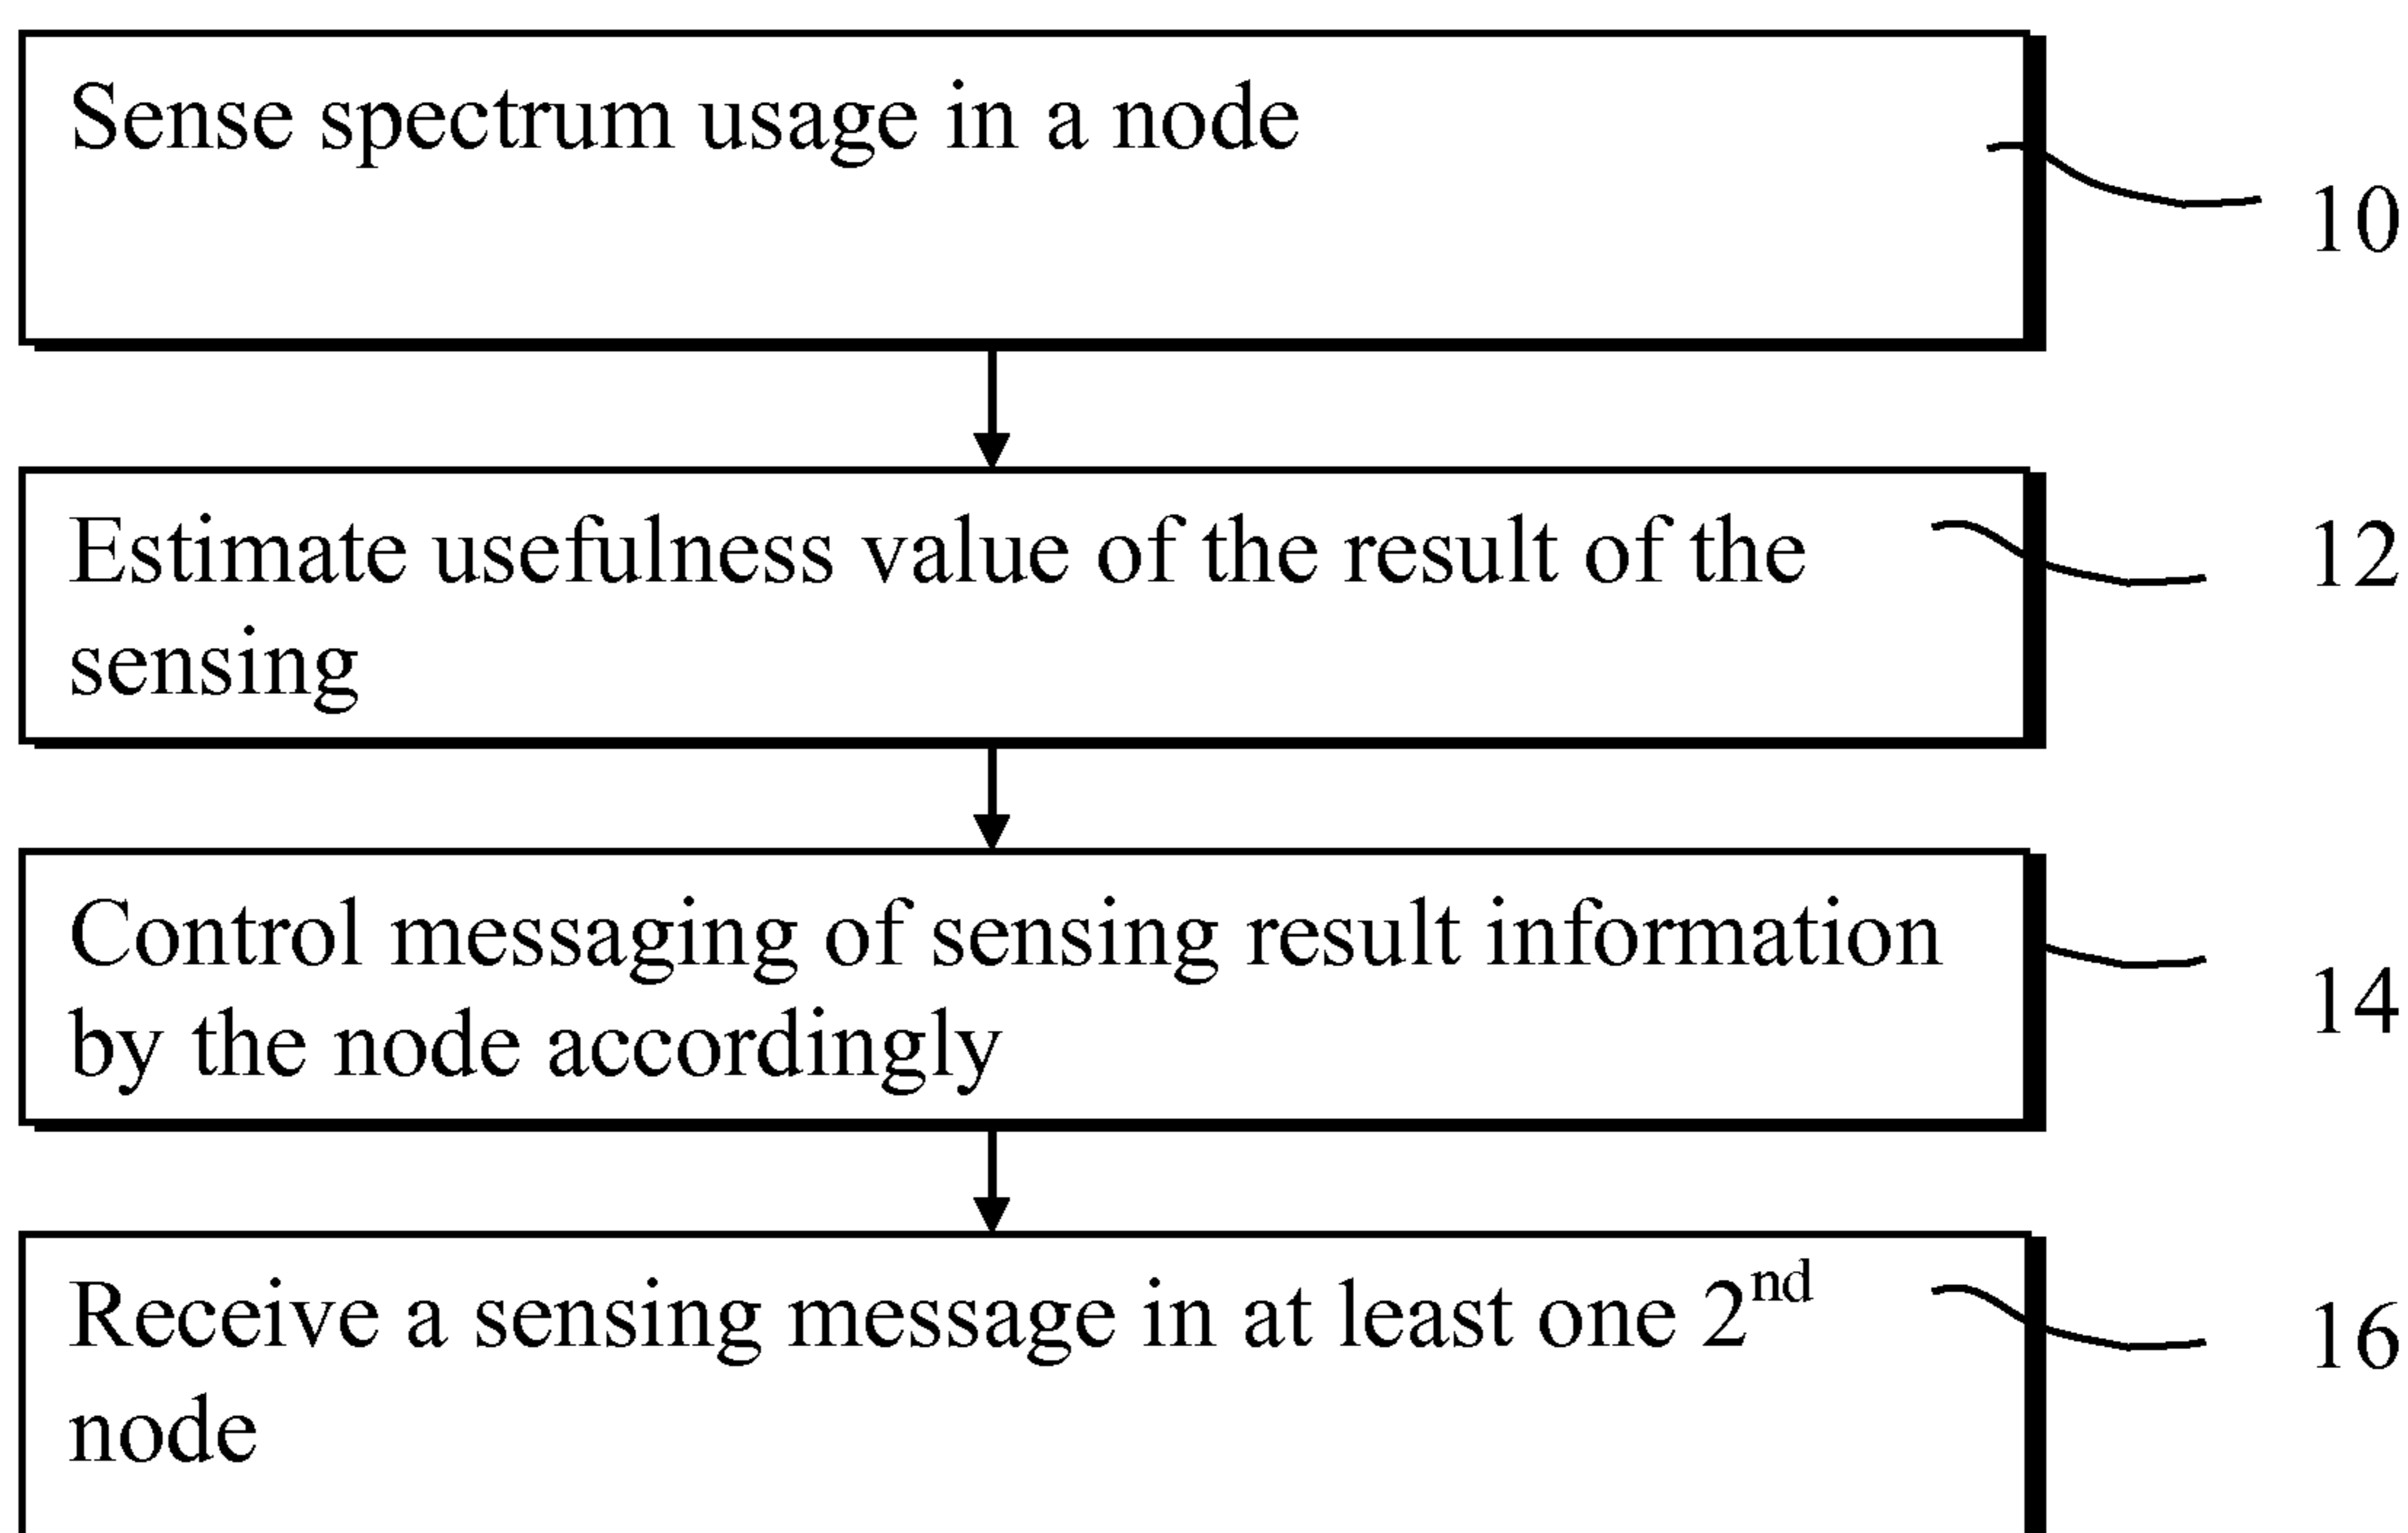 Sense spectrum usage in a node
10
Estimate usefulness value of the result of the
sensing
12
Control messaging of sensing result information
by the node accordingly
14
Receive a sensing message in at least one 2nd
node
16